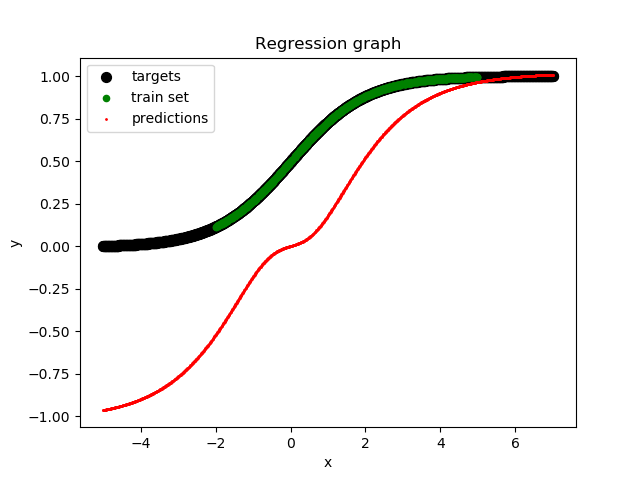 Regression graph
targets
train set
predictions
1.00
0.75
0.50
0.25
0.00
−0.25
−0.50
−0.75
−1.00
y
−4 −2 0 2 4 6
x